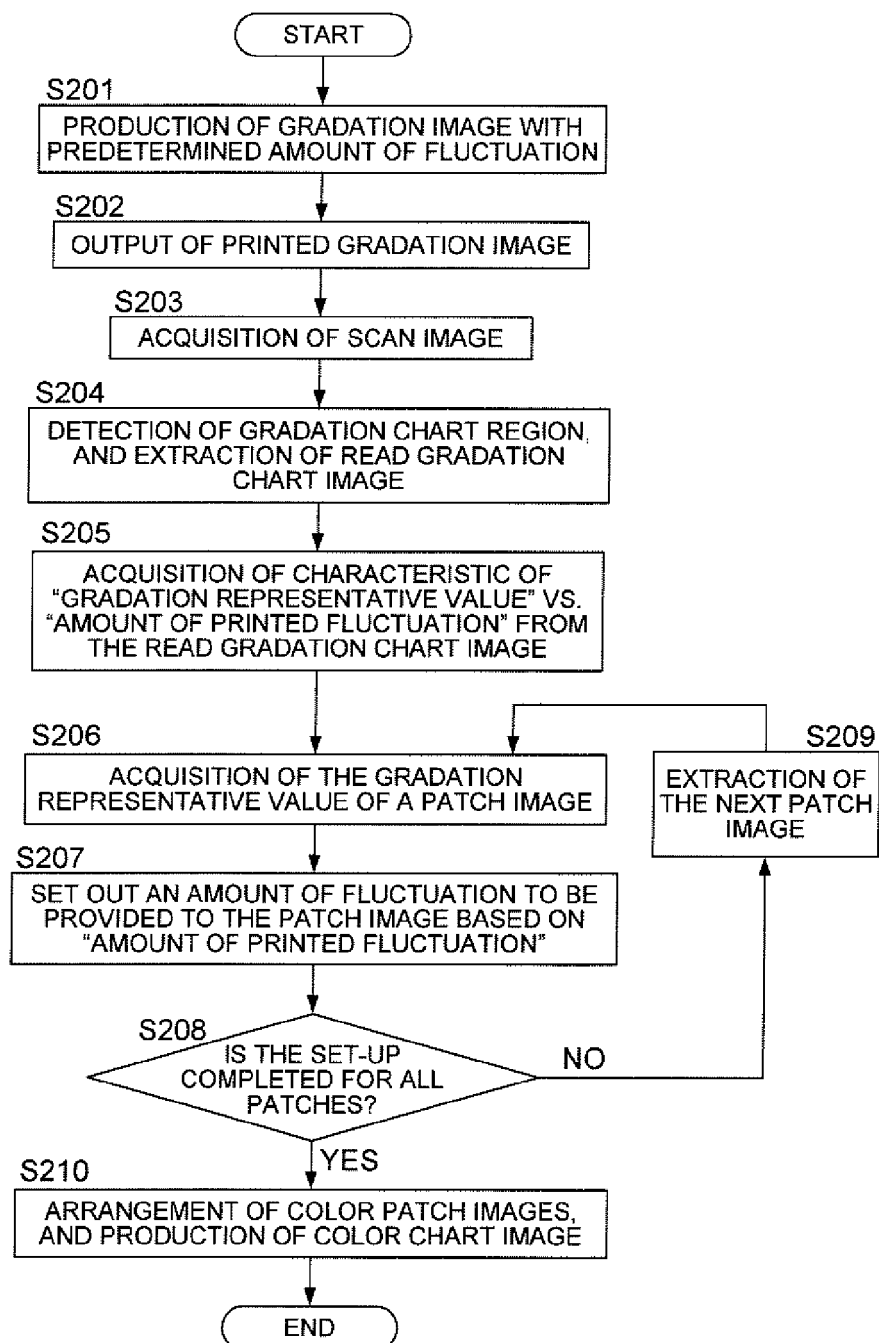 START
S201
PRODUCTION OF GRADATION IMAGE WITH
PREDETERMINED AMOUNT OF FLUCTUATION
S202
OUTPUT OF PRINTED GRADATION IMAGE
S203
ACQUISITION OF SCAN IMAGE
S204
DETECTION OF GRADATION CHART REGION,
AND EXTRACTION OF READ GRADATION
CHART IMAGE
S205
ACQUISITION OF CHARACTERISTIC OF
“GRADATION REPRESENTATIVE VALUE” VS.
“AMOUNT OF PRINTED FLUCTUATION” FROM
THE READ GRADATION CHART IMAGE
S206
ACQUISITION OF THE GRADATION
REPRESENTATIVE VALUE OF A PATCH IMAGE
S209
EXTRACTION OF
THE NEXT PATCH
IMAGE
S207
SET OUT AN AMOUNT OF FLUCTUATION TO BE
PROVIDED TO THE PATCH IMAGE BASED ON
“AMOUNT OF PRINTED FLUCTUATION”
S208
IS THE SET-UP
COMPLETED FOR ALL
PATCHES?
NO
YES
S210
ARRANGEMENT OF COLOR PATCH IMAGES,
AND PRODUCTION OF COLOR CHART IMAGE
END